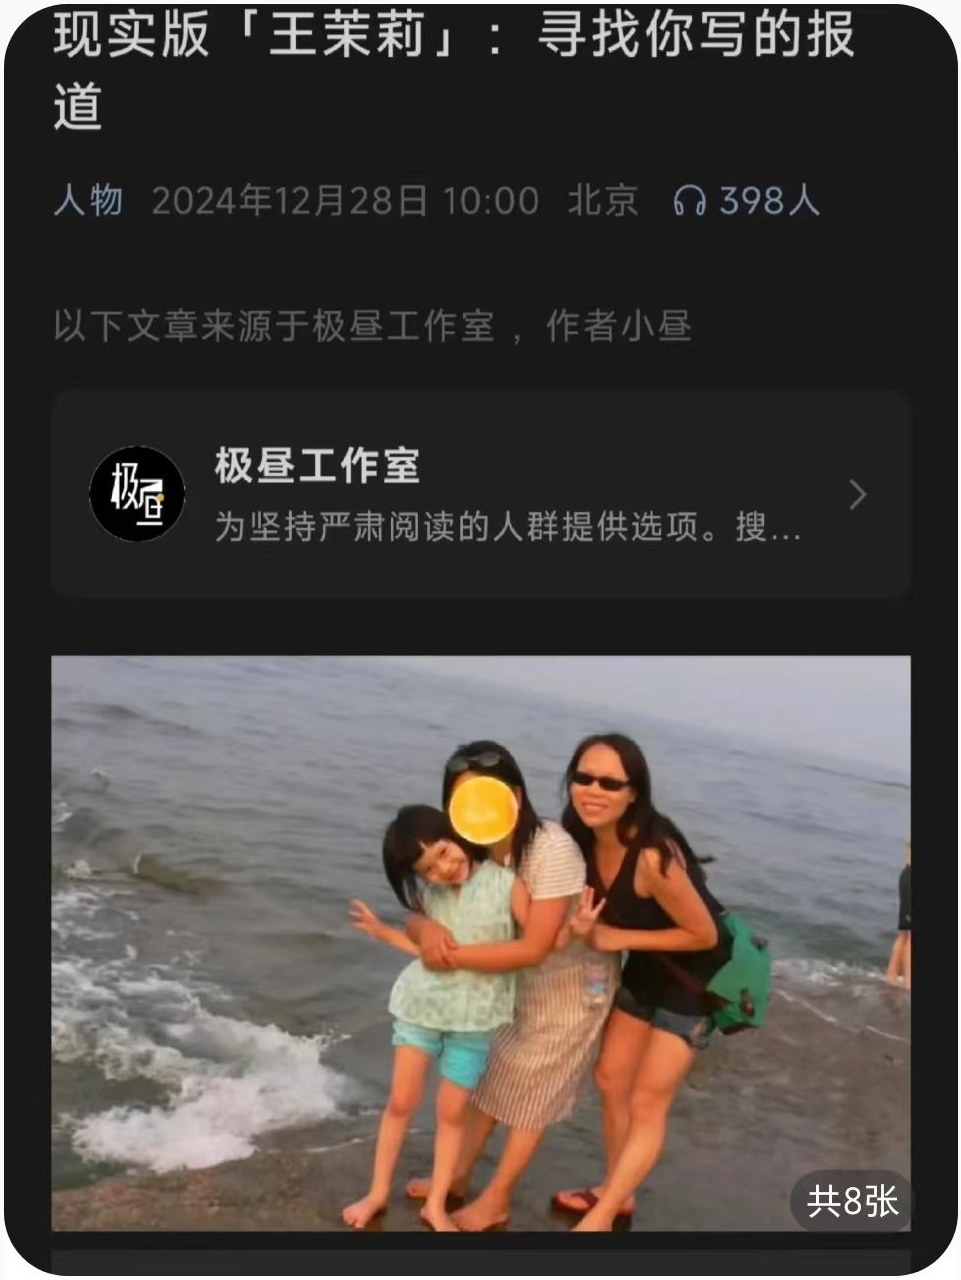 现实版「王茉莉」：寻找你写的报
道
人物 2024年12月28日 10:00 北京 398人
以下文章来源于极昼工作室，作者小昼
极昼
极昼工作室
为坚持严肃阅读的人群提供选项。搜...
共8张